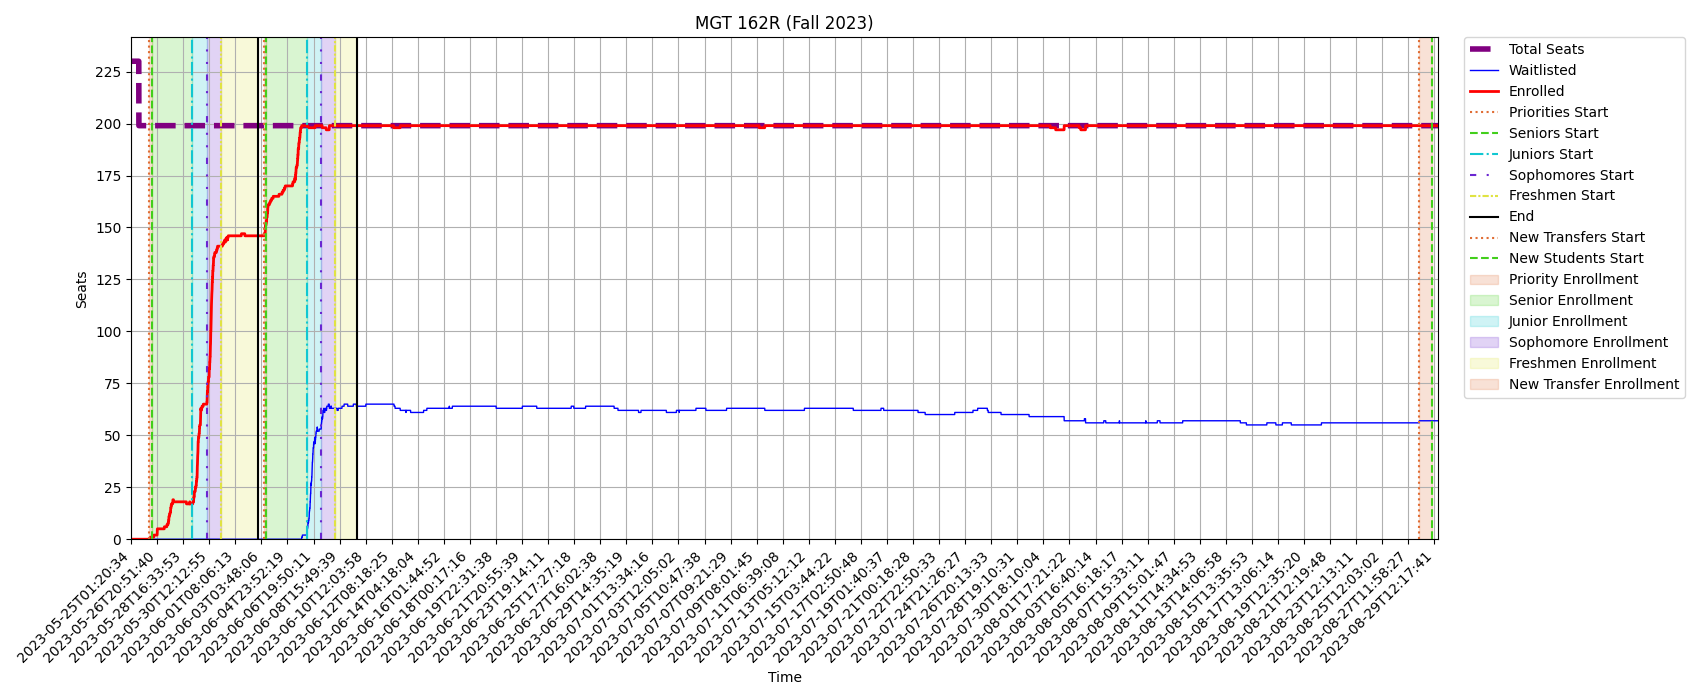 MGT 162R (Fall 2023)
Seats
225
200
175
150
125
100
75
50
25
0
2023-05-25T01:20:34
2023-05-26T20:51:40
2023-05-28T16:33:53
2023-05-30T12:12:55
2023-06-01T08:06:13
2023-06-03T03:48:06
2023-06-04T23:52:19
2023-06-06T19:50:11
2023-06-08T15:49:39
2023-06-10T12:03:58
2023-06-12T08:18:25
2023-06-14T04:18:04
2023-06-16T01:44:52
2023-06-18T00:17:16
2023-06-19T22:31:38
2023-06-21T20:55:39
2023-06-23T19:14:11
2023-06-25T17:27:18
2023-06-27T16:02:38
2023-06-29T14:35:19
2023-07-01T13:34:16
2023-07-03T12:05:02
2023-07-05T10:47:38
2023-07-07T09:21:29
2023-07-09T08:01:45
2023-07-11T06:39:08
2023-07-13T05:12:12
2023-07-15T03:44:22
2023-07-17T02:50:48
2023-07-19T01:40:37
2023-07-21T00:18:28
2023-07-22T22:50:33
2023-07-24T21:26:27
2023-07-26T20:13:33
2023-07-28T19:10:31
2023-07-30T18:10:04
2023-08-01T17:21:22
2023-08-03T16:40:14
2023-08-05T16:18:17
2023-08-07T15:33:11
2023-08-09T15:01:47
2023-08-11T14:34:53
2023-08-13T14:06:58
2023-08-15T13:35:53
2023-08-17T13:06:14
2023-08-19T12:35:20
2023-08-21T12:19:48
2023-08-23T12:13:11
2023-08-25T12:03:02
2023-08-27T11:58:27
2023-08-29T12:17:41
Time
Total Seats
Waitlisted
Enrolled
Priorities Start
Seniors Start
Juniors Start
Sophomores Start
Freshmen Start
End
New Transfers Start
New Students Start
Priority Enrollment
Senior Enrollment
Junior Enrollment
Sophomore Enrollment
Freshmen Enrollment
New Transfer Enrollment